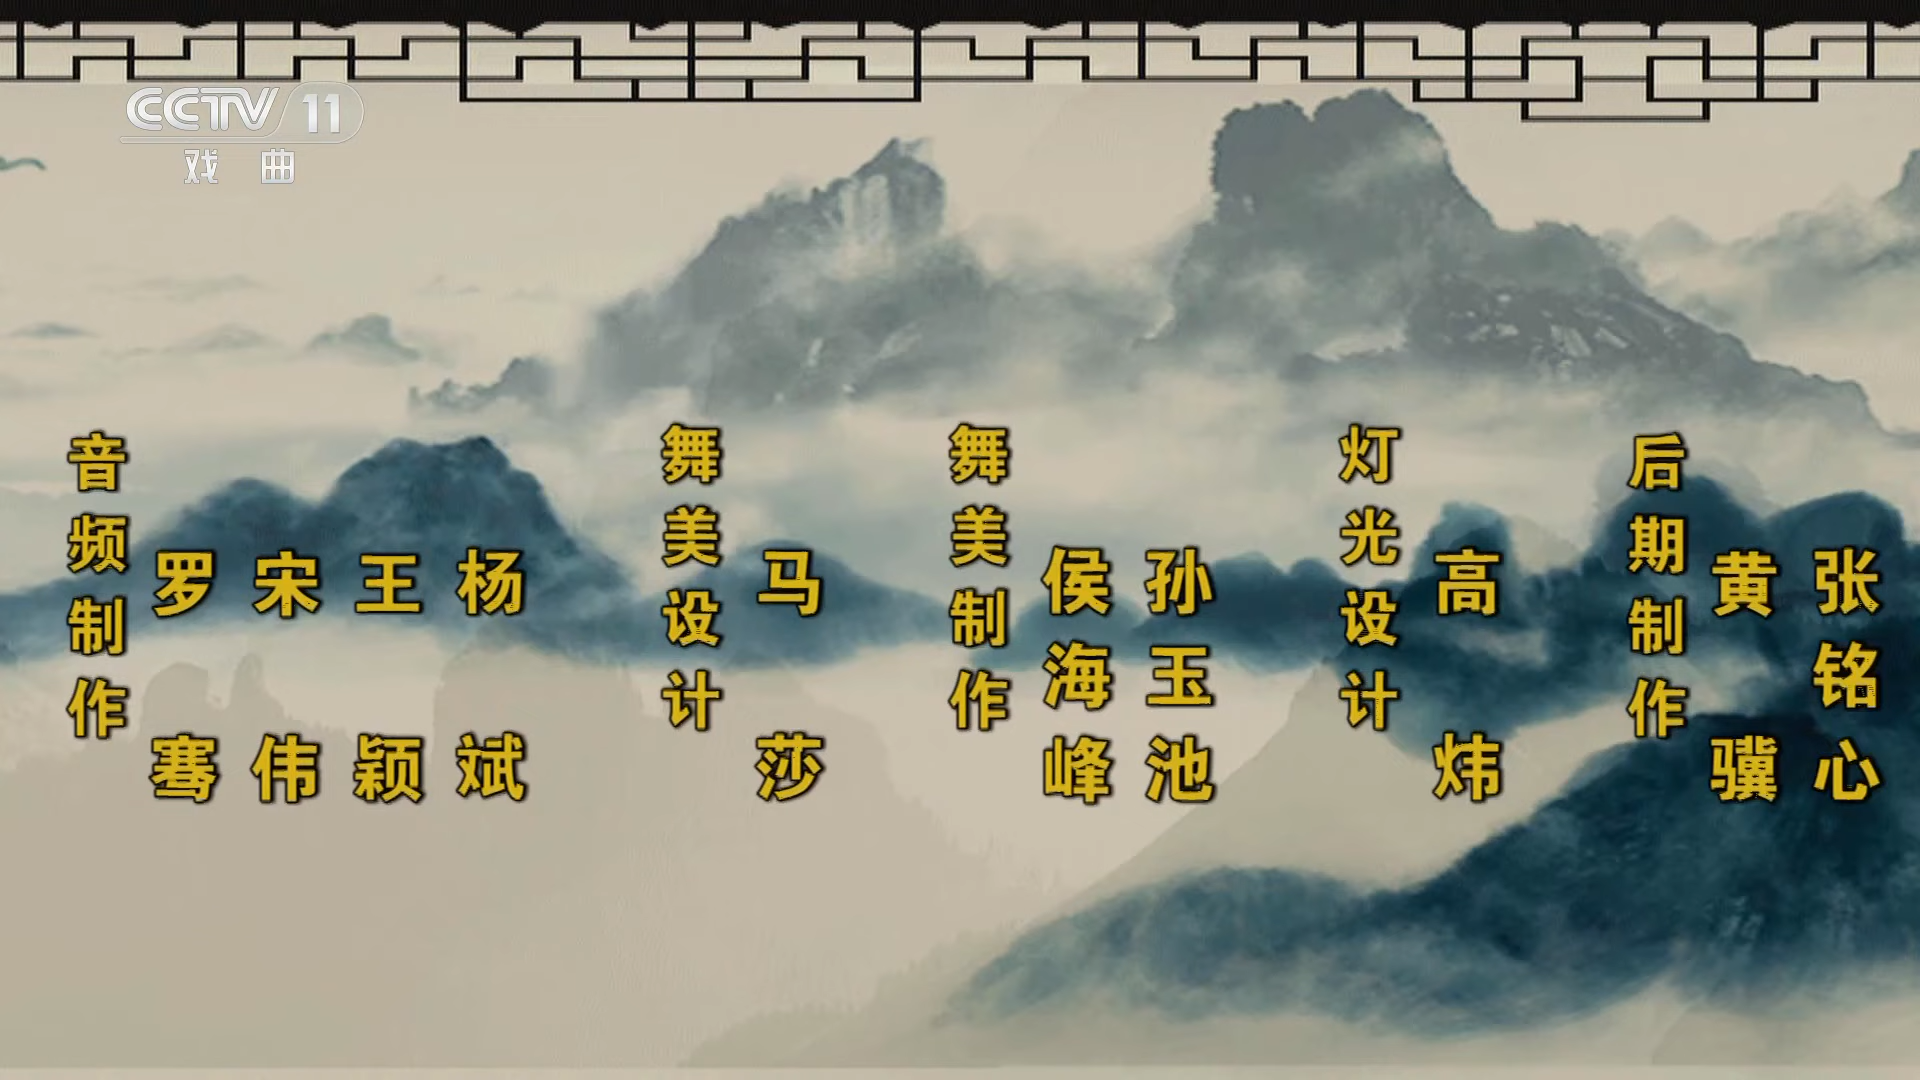 CCTV 11
戏曲
音频制作
罗骞
宋伟
王颖
杨斌
舞美设计
马莎
舞美制作
侯海峰
孙玉池
灯光设计
高炜
后期制作
黄骥
张铭心